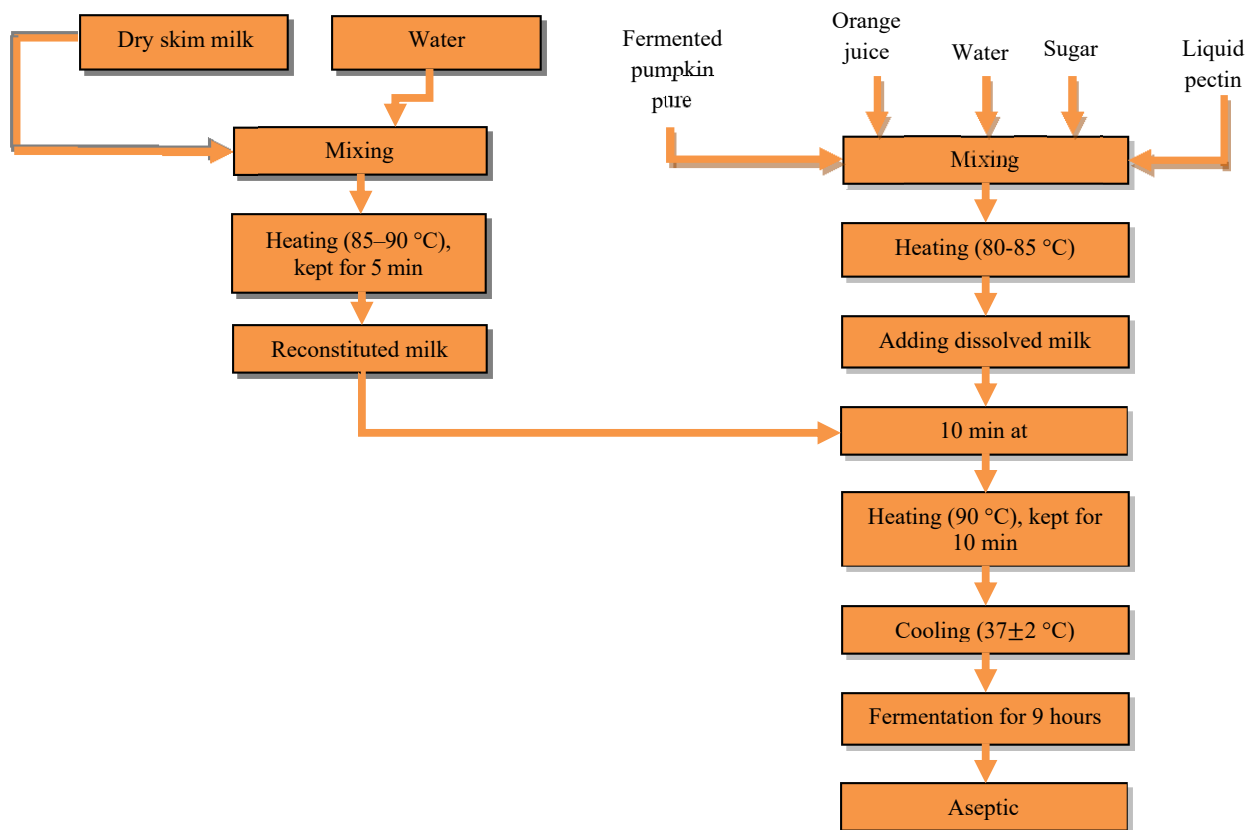 Dry skim milk
Water
Mixing
Heating (85–90 °C),
kept for 5 min
Reconstituted milk
Fermented
pumpkin
pure
Orange
juice
Water
Sugar
Liquid
pectin
Mixing
Heating (80-85 °C)
Adding dissolved milk
10 min at
Heating (90 °C), kept for
10 min
Cooling (37±2 °C)
Fermentation for 9 hours
Aseptic